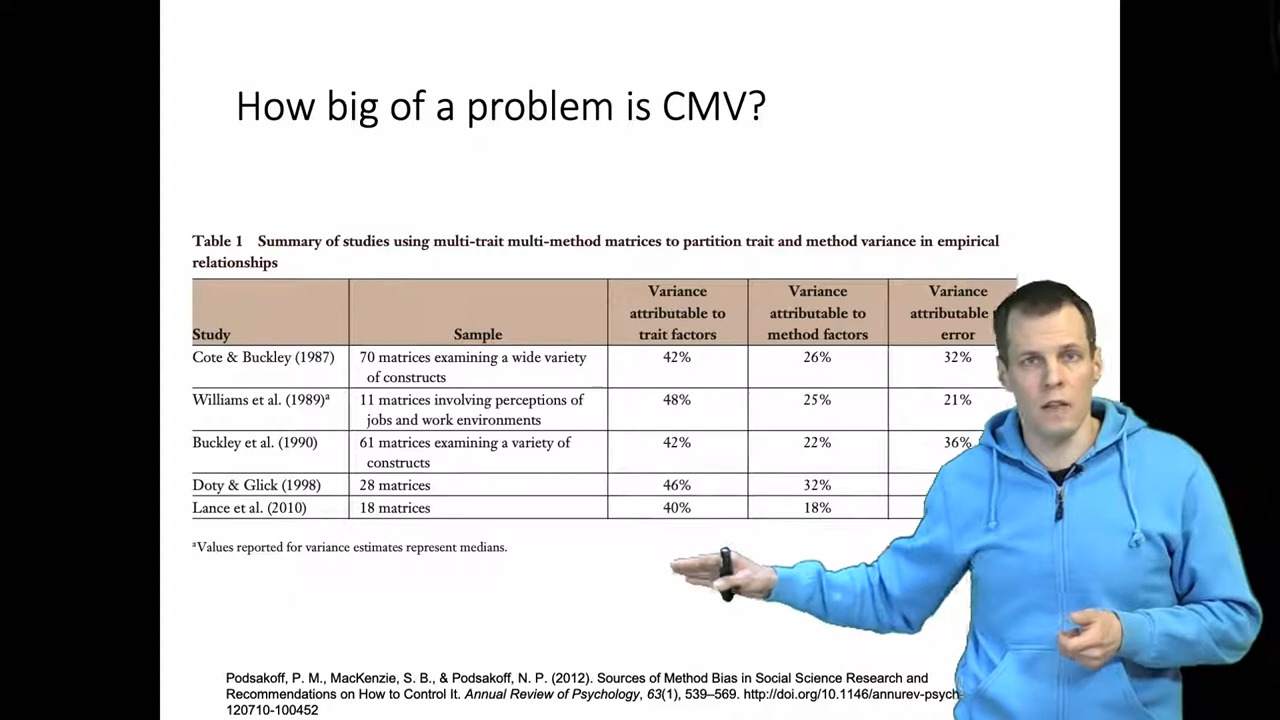 How big of a problem is CMV?
Table 1 Summary of studies using multi-trait multi-method matrices to partition trait and method variance in empirical
relationships
Study
Sample
Variance
attributable to
trait factors
Variance
attributable to
method factors
Variance
attributable
error
Cote & Buckley (1987)
70 matrices examining a wide variety
of constructs
42%
26%
32%
Williams et al. (1989)ᵃ
11 matrices involving perceptions of
jobs and work environments
48%
25%
21%
Buckley et al. (1990)
61 matrices examining a variety of
constructs
42%
22%
36%
Doty & Glick (1998)
28 matrices
46%
32%
Lance et al. (2010)
18 matrices
40%
18%
ᵃValues reported for variance estimates represent medians.
Podsakoff, P. M., MacKenzie, S. B., & Podsakoff, N. P. (2012). Sources of Method Bias in Social Science Research and
Recommendations on How to Control It. Annual Review of Psychology, 63(1), 539–569. http://doi.org/10.1146/annurev-psych-
120710-100452